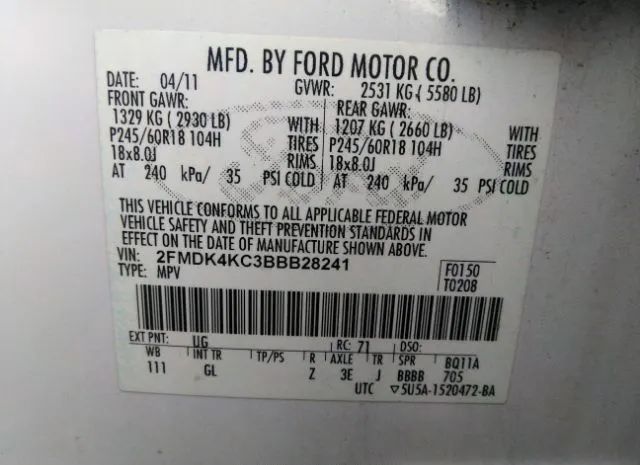 MFD. BY FORD MOTOR CO.
DATE: 04/11 GVWR: 2531 KG ( 5580 LB)
FRONT GAWR: REAR GAWR:
1329 KG ( 2930 LB) WITH 1207 KG ( 2660 LB) WITH
P245/60R18 104H TIRES P245/60R18 104H TIRES
18x8.0J RIMS 18x8.0J RIMS
AT 240 kPa/ 35 PSI COLD AT 240 kPa/ 35 PSI COLD
THIS VEHICLE CONFORMS TO ALL APPLICABLE FEDERAL MOTOR
VEHICLE SAFETY AND THEFT PREVENTION STANDARDS IN
EFFECT ON THE DATE OF MANUFACTURE SHOWN ABOVE.
VIN: 2FMDK4KC3BBB28241 F0150
TYPE: MPV T0208
EXT PNT: UG RC: 71 DSO:
WB INT TR TP/PS R AXLE TR SPR BQ11A
111 GL Z 3E J BBBB 705
UTC ▽5U5A-1520472-BA